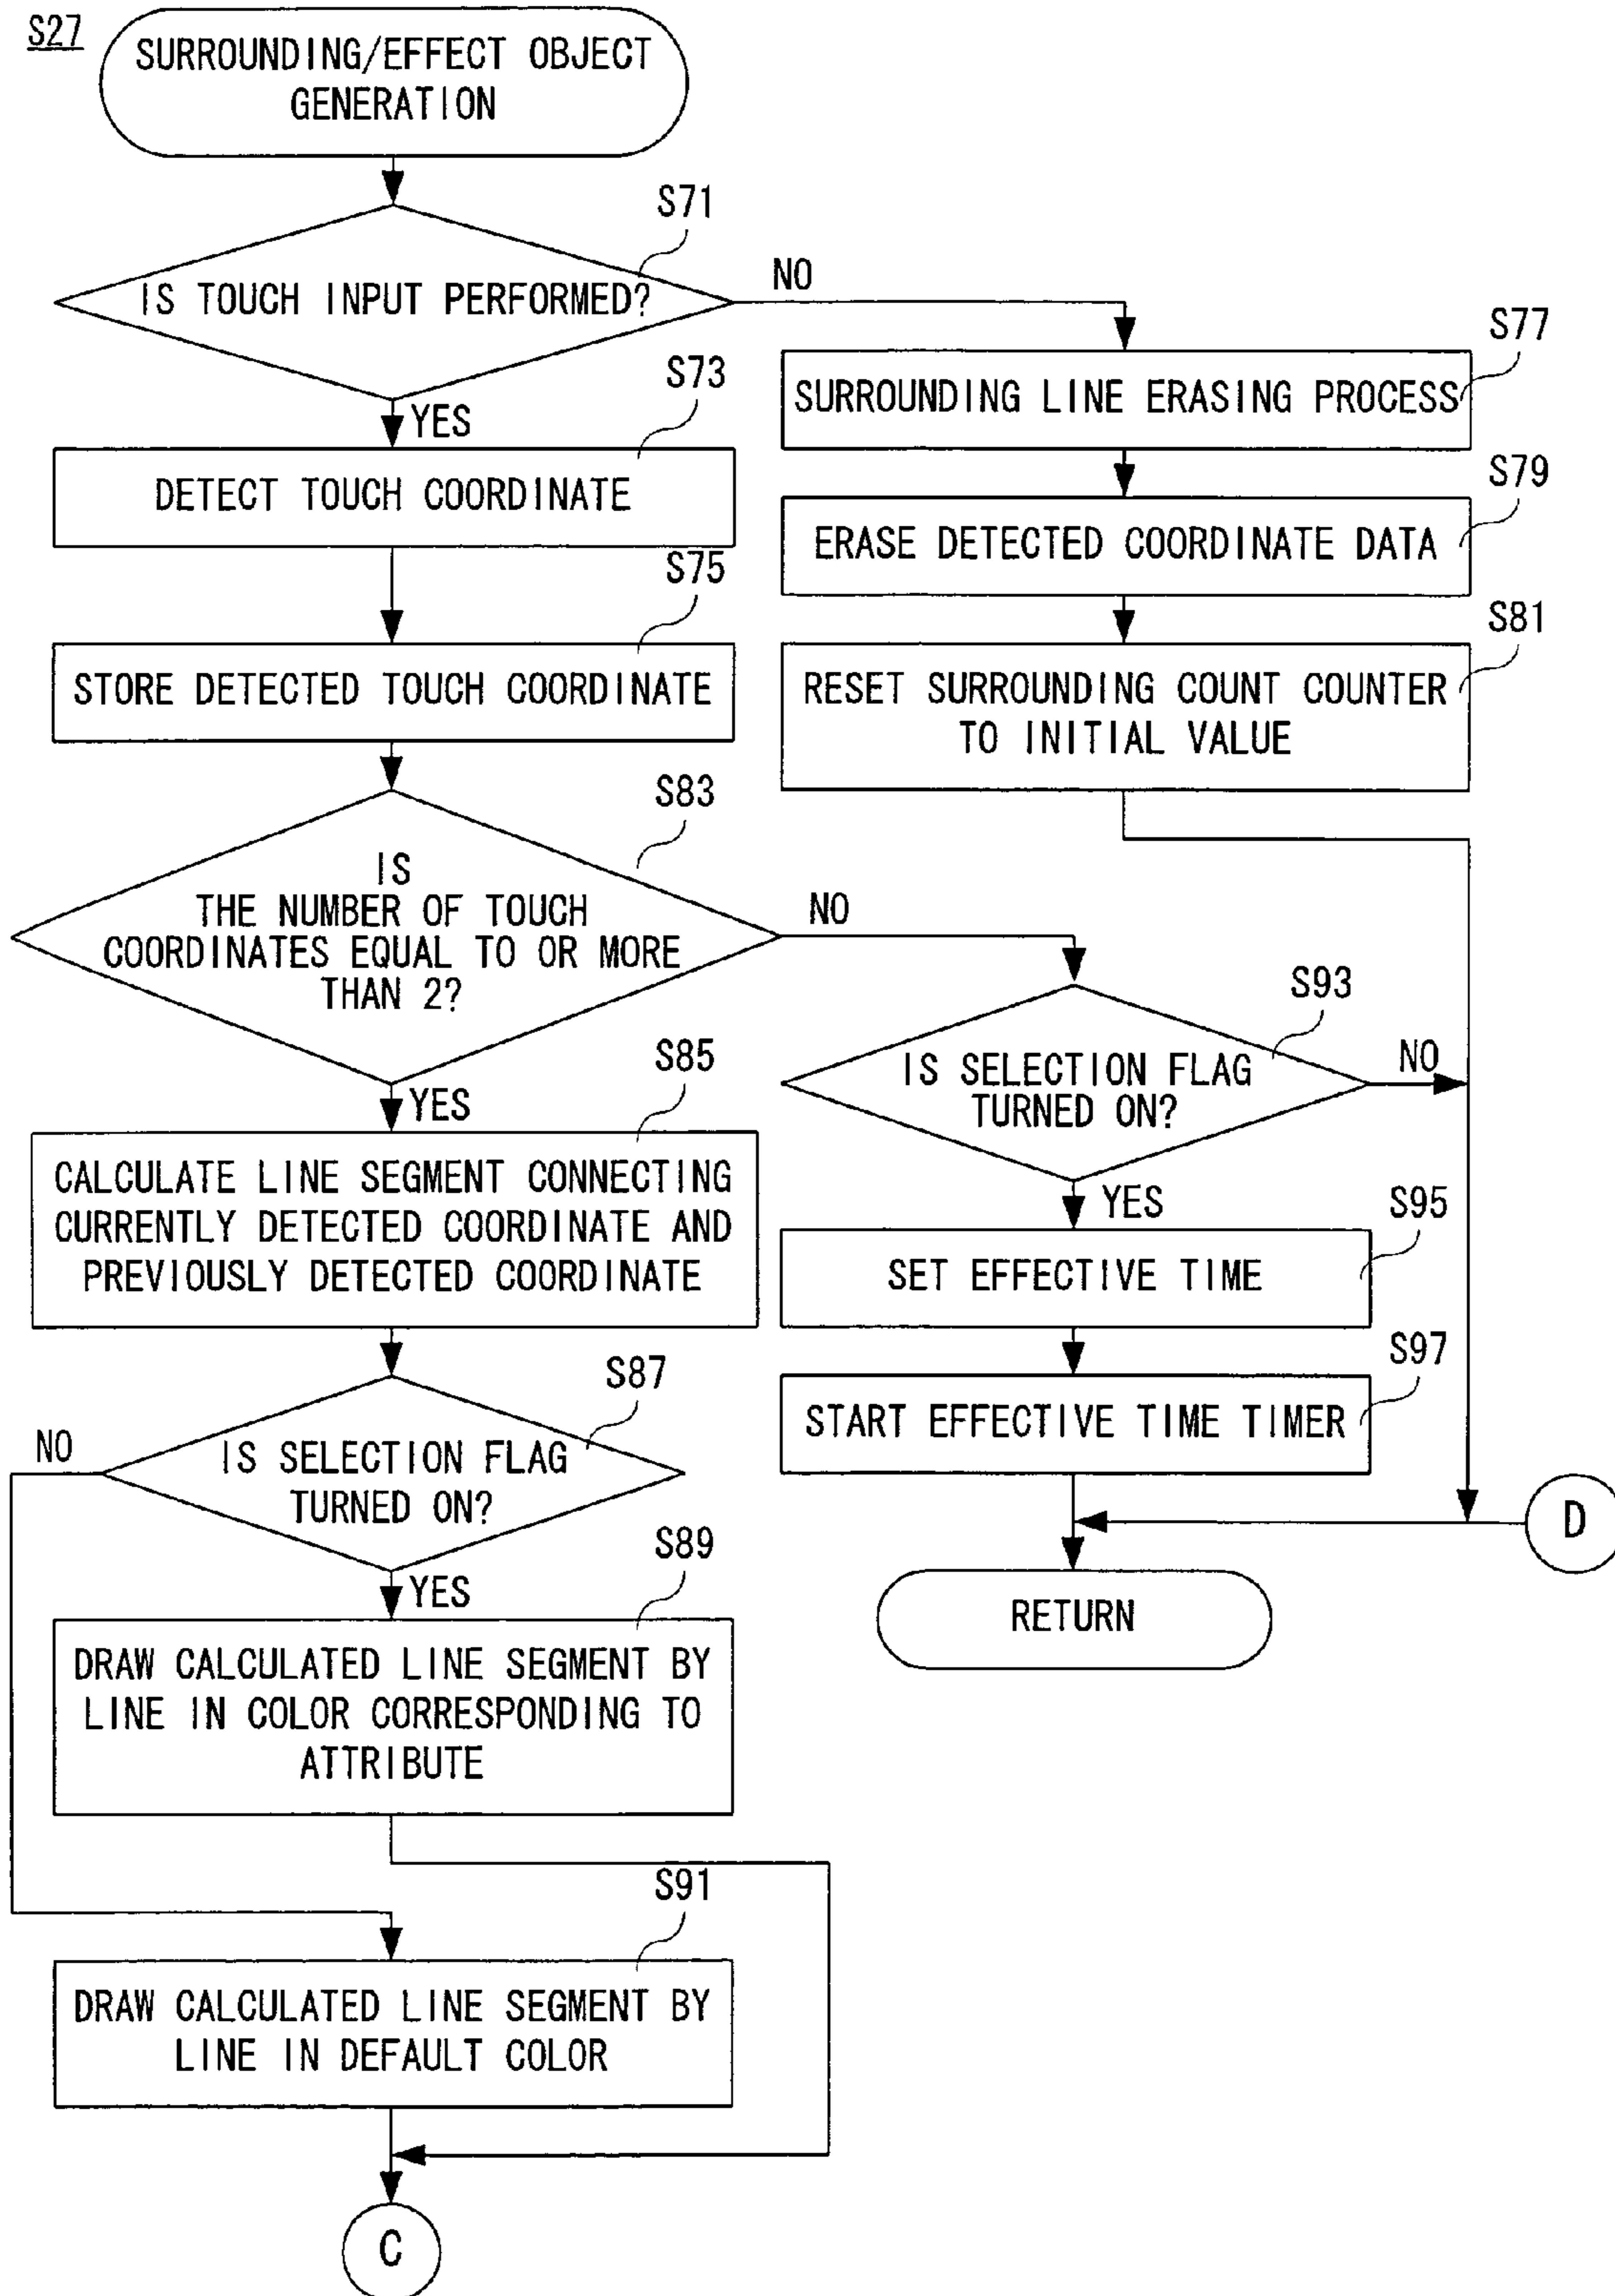 S27
SURROUNDING/EFFECT OBJECT
GENERATION
S71
IS TOUCH INPUT PERFORMED?
NO
YES
S73
DETECT TOUCH COORDINATE
S75
STORE DETECTED TOUCH COORDINATE
S77
SURROUNDING LINE ERASING PROCESS
S79
ERASE DETECTED COORDINATE DATA
S81
RESET SURROUNDING COUNT COUNTER
TO INITIAL VALUE
S83
IS
THE NUMBER OF TOUCH
COORDINATES EQUAL TO OR MORE
THAN 2?
NO
YES
S85
CALCULATE LINE SEGMENT CONNECTING
CURRENTLY DETECTED COORDINATE AND
PREVIOUSLY DETECTED COORDINATE
S93
IS SELECTION FLAG
TURNED ON?
NO
YES
S95
SET EFFECTIVE TIME
S97
START EFFECTIVE TIME TIMER
D
RETURN
S87
IS SELECTION FLAG
TURNED ON?
NO
YES
S89
DRAW CALCULATED LINE SEGMENT BY
LINE IN COLOR CORRESPONDING TO
ATTRIBUTE
S91
DRAW CALCULATED LINE SEGMENT BY
LINE IN DEFAULT COLOR
C